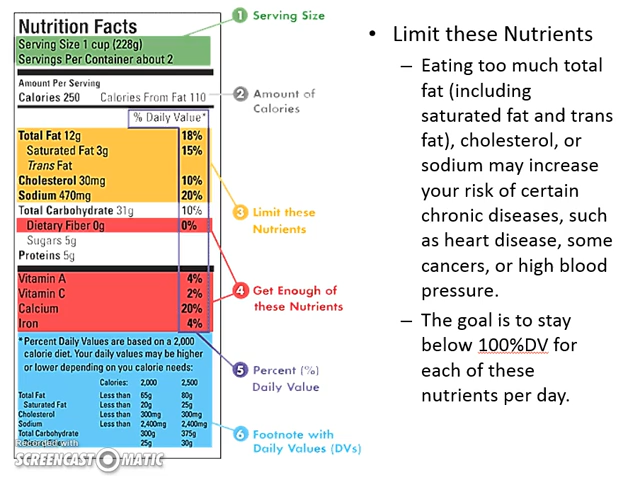 Nutrition Facts
Serving Size 1 cup (228g)
Servings Per Container about 2
Amount Per Serving
Calories 250 Calories From Fat 110
% Daily Value*
Total Fat 12g 18%
Saturated Fat 3g 15%
Trans Fat
Cholesterol 30mg 10%
Sodium 470mg 20%
Total Carbohydrate 31g 10%
Dietary Fiber 0g 0%
Sugars 5g
Proteins 5g
Vitamin A 4%
Vitamin C 2%
Calcium 20%
Iron 4%
* Percent Daily Values are based on a 2,000
calorie diet. Your daily values may be higher
or lower depending on you calorie needs:
Calories: 2,000 2,500
Total Fat Less than 65g 80g
Saturated Fat Less than 20g 25g
Cholesterol Less than 300mg 300mg
Sodium Less than 2,400mg 2,400mg
Total Carbohydrate 300g 375g
25g 30g
Recorded with
SCREENCAST-O-MATIC
1 Serving Size
2 Amount of
Calories
3 Limit these
Nutrients
4 Get Enough of
these Nutrients
5 Percent (%)
Daily Value
6 Footnote with
Daily Values (DVs)
• Limit these Nutrients
– Eating too much total
fat (including
saturated fat and trans
fat), cholesterol, or
sodium may increase
your risk of certain
chronic diseases, such
as heart disease, some
cancers, or high blood
pressure.
– The goal is to stay
below 100%DV for
each of these
nutrients per day.